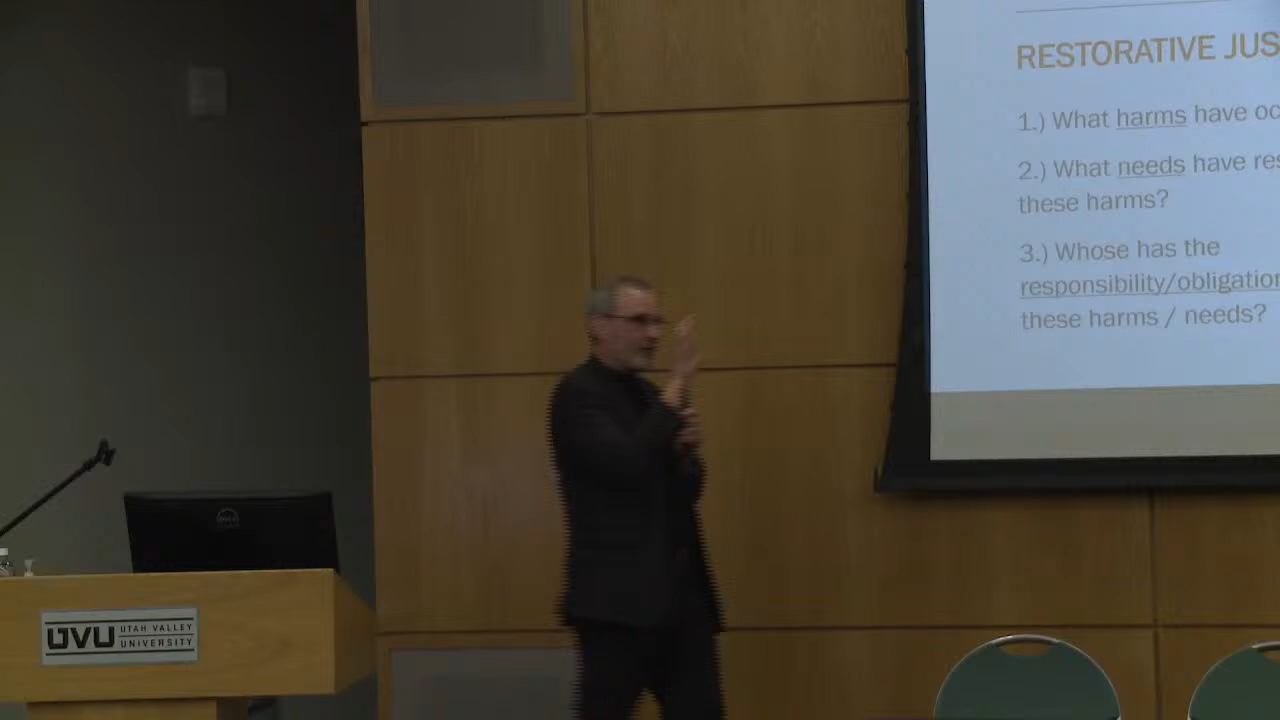 RESTORATIVE JUS
1.) What harms have oc
2.) What needs have res
these harms?
3.) Whose has the
responsibility/obligation
these harms / needs?
DELL
UVU UTAH VALLEY
UNIVERSITY